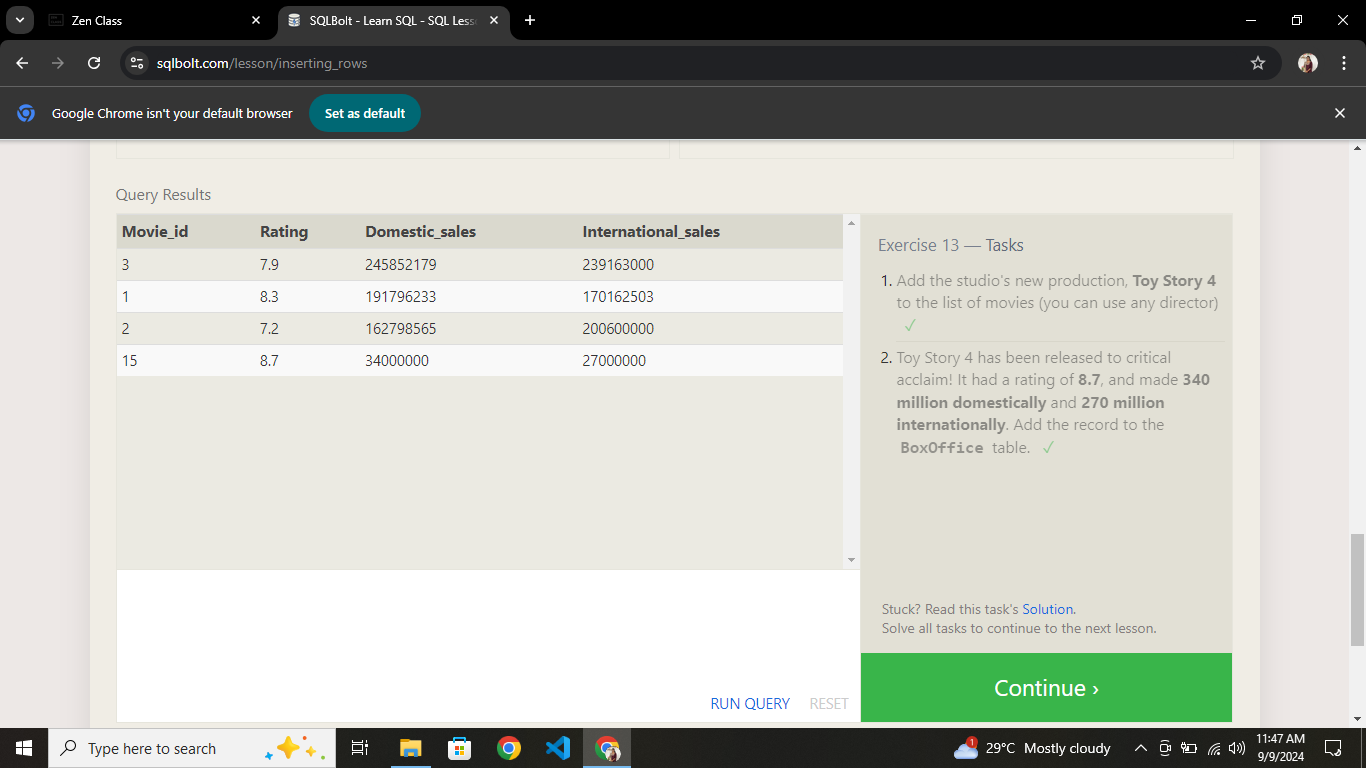 Zen Class
SQLBolt - Learn SQL - SQL Less
sqlbolt.com/lesson/inserting_rows
Google Chrome isn't your default browser
Set as default
Query Results
Movie_id Rating Domestic_sales International_sales
3 7.9 245852179 239163000
1 8.3 191796233 170162503
2 7.2 162798565 200600000
15 8.7 34000000 27000000
Exercise 13 — Tasks
1. Add the studio's new production, Toy Story 4
to the list of movies (you can use any director)
✓
2. Toy Story 4 has been released to critical
acclaim! It had a rating of 8.7, and made 340
million domestically and 270 million
internationally. Add the record to the
BoxOffice table. ✓
Stuck? Read this task's Solution.
Solve all tasks to continue to the next lesson.
RUN QUERY RESET
Continue ›
Type here to search
1
29°C Mostly cloudy
11:47 AM
9/9/2024